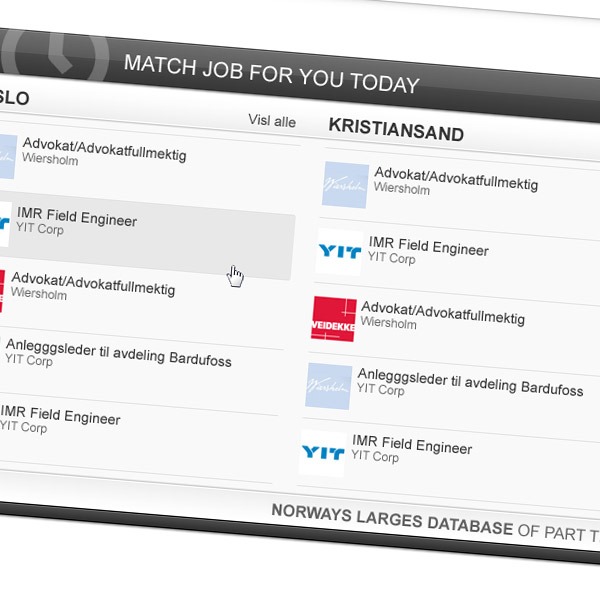 MATCH JOB FOR YOU TODAY
SLO
Visl alle
Advokat/Advokatfullmektig
Wiersholm
IMR Field Engineer
YIT Corp
Advokat/Advokatfullmektig
Wiersholm
Anlegggsleder til avdeling Bardufoss
YIT Corp
IMR Field Engineer
YIT Corp
KRISTIANSAND
Wiersholm
Advokat/Advokatfullmektig
Wiersholm
YIT
IMR Field Engineer
YIT Corp
VEIDEKKE
Advokat/Advokatfullmektig
Wiersholm
Wiersholm
Anlegggsleder til avdeling Bardufoss
YIT Corp
YIT
IMR Field Engineer
YIT Corp
NORWAYS LARGES DATABASE OF PART T